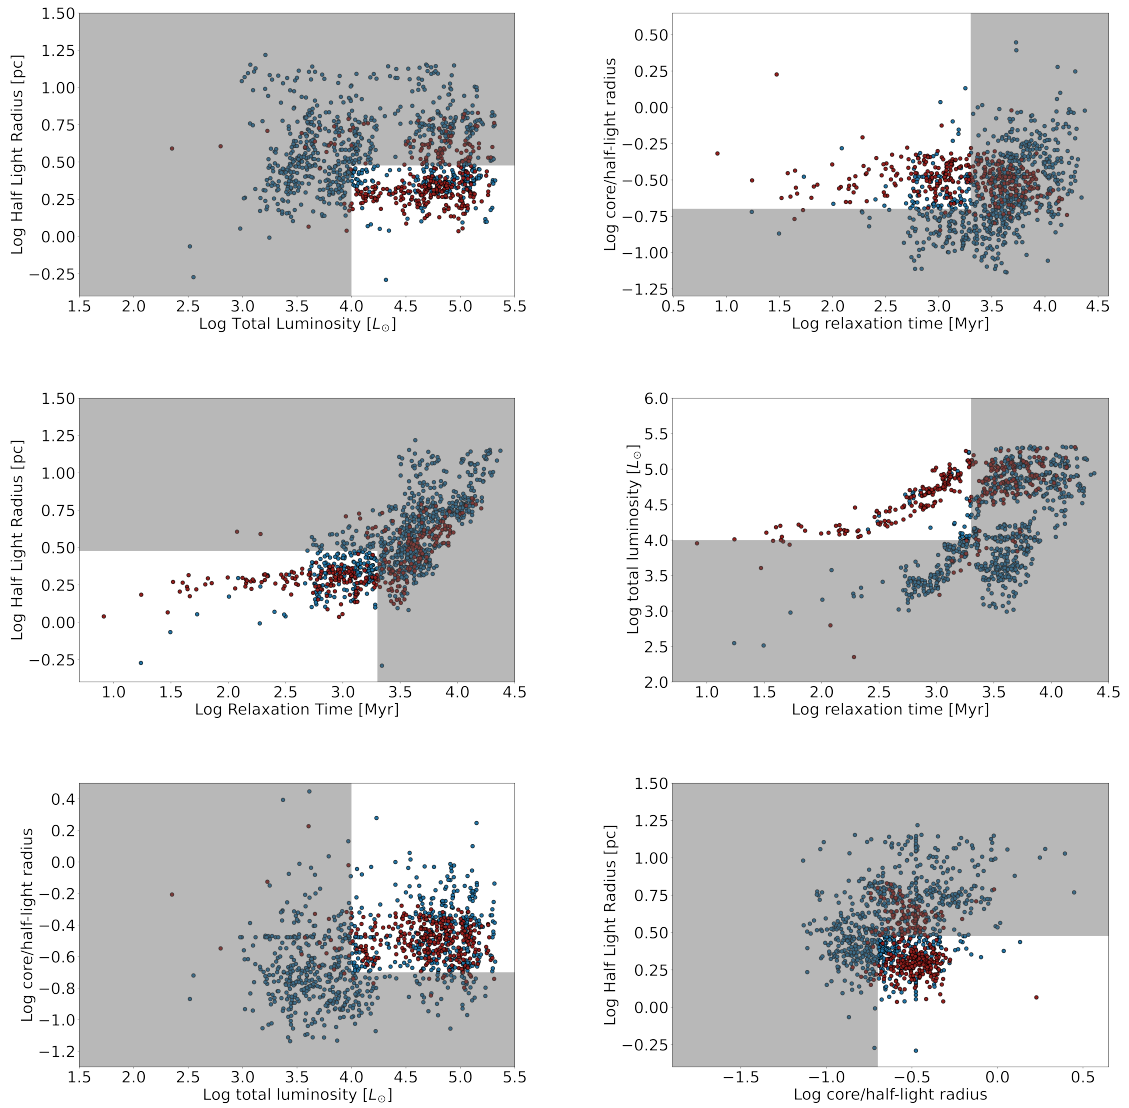 1.50
1.25
1.00
0.75
0.50
0.25
0.00
−0.25
Log Half Light Radius [pc]
1.5 2.0 2.5 3.0 3.5 4.0 4.5 5.0 5.5
Log Total Luminosity [L⊙]
0.50
0.25
0.00
−0.25
−0.50
−0.75
−1.00
−1.25
Log core/half-light radius
0.5 1.0 1.5 2.0 2.5 3.0 3.5 4.0 4.5
Log relaxation time [Myr]
1.50
1.25
1.00
0.75
0.50
0.25
0.00
−0.25
Log Half Light Radius [pc]
1.0 1.5 2.0 2.5 3.0 3.5 4.0 4.5
Log Relaxation Time [Myr]
6.0
5.5
5.0
4.5
4.0
3.5
3.0
2.5
2.0
Log total luminosity [L⊙]
1.0 1.5 2.0 2.5 3.0 3.5 4.0 4.5
Log relaxation time [Myr]
0.4
0.2
0.0
−0.2
−0.4
−0.6
−0.8
−1.0
−1.2
Log core/half-light radius
1.5 2.0 2.5 3.0 3.5 4.0 4.5 5.0 5.5
Log total luminosity [L⊙]
1.50
1.25
1.00
0.75
0.50
0.25
0.00
−0.25
Log Half Light Radius [pc]
−1.5 −1.0 −0.5 0.0 0.5
Log core/half-light radius